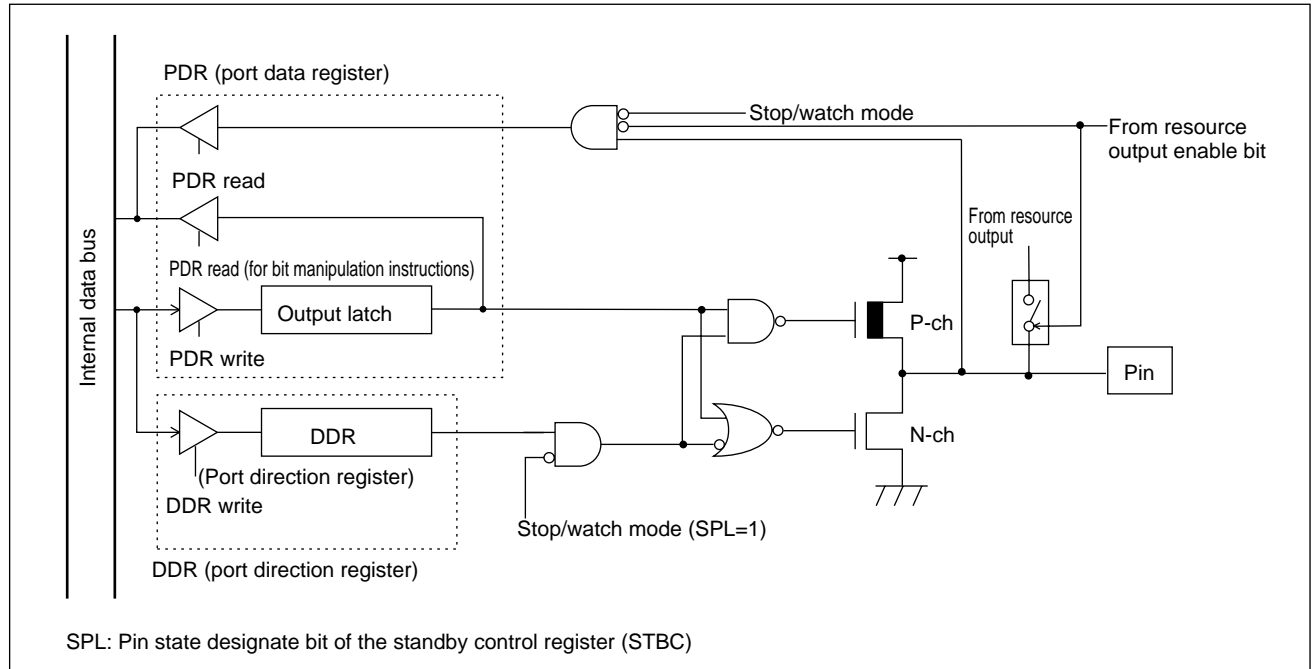 PDR (port data register)
Stop/watch mode
From resource
output enable bit
PDR read
From resource
output
PDR read (for bit manipulation instructions)
Internal data bus
Output latch
P-ch
PDR write
Pin
DDR
N-ch
(Port direction register)
DDR write
Stop/watch mode (SPL=1)
DDR (port direction register)
SPL: Pin state designate bit of the standby control register (STBC)